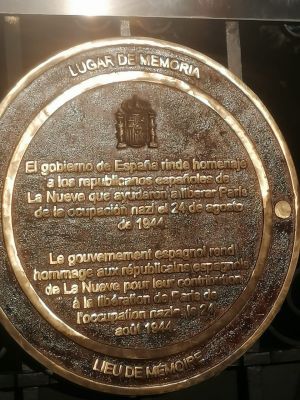 LUGAR DE MEMORIA
El gobierno de España rinde homenaje
a los republicanos españoles de
La Nueve que ayudaron a liberar París
de la ocupación nazi el 24 de agosto
de 1944
Le gouvernement espagnol rend
hommage aux républicains espagnols
de La Nueve pour leur contribution
à la libération de Paris de
l'occupation nazie, le 24
août 1944
LIEU DE MÉMOIRE